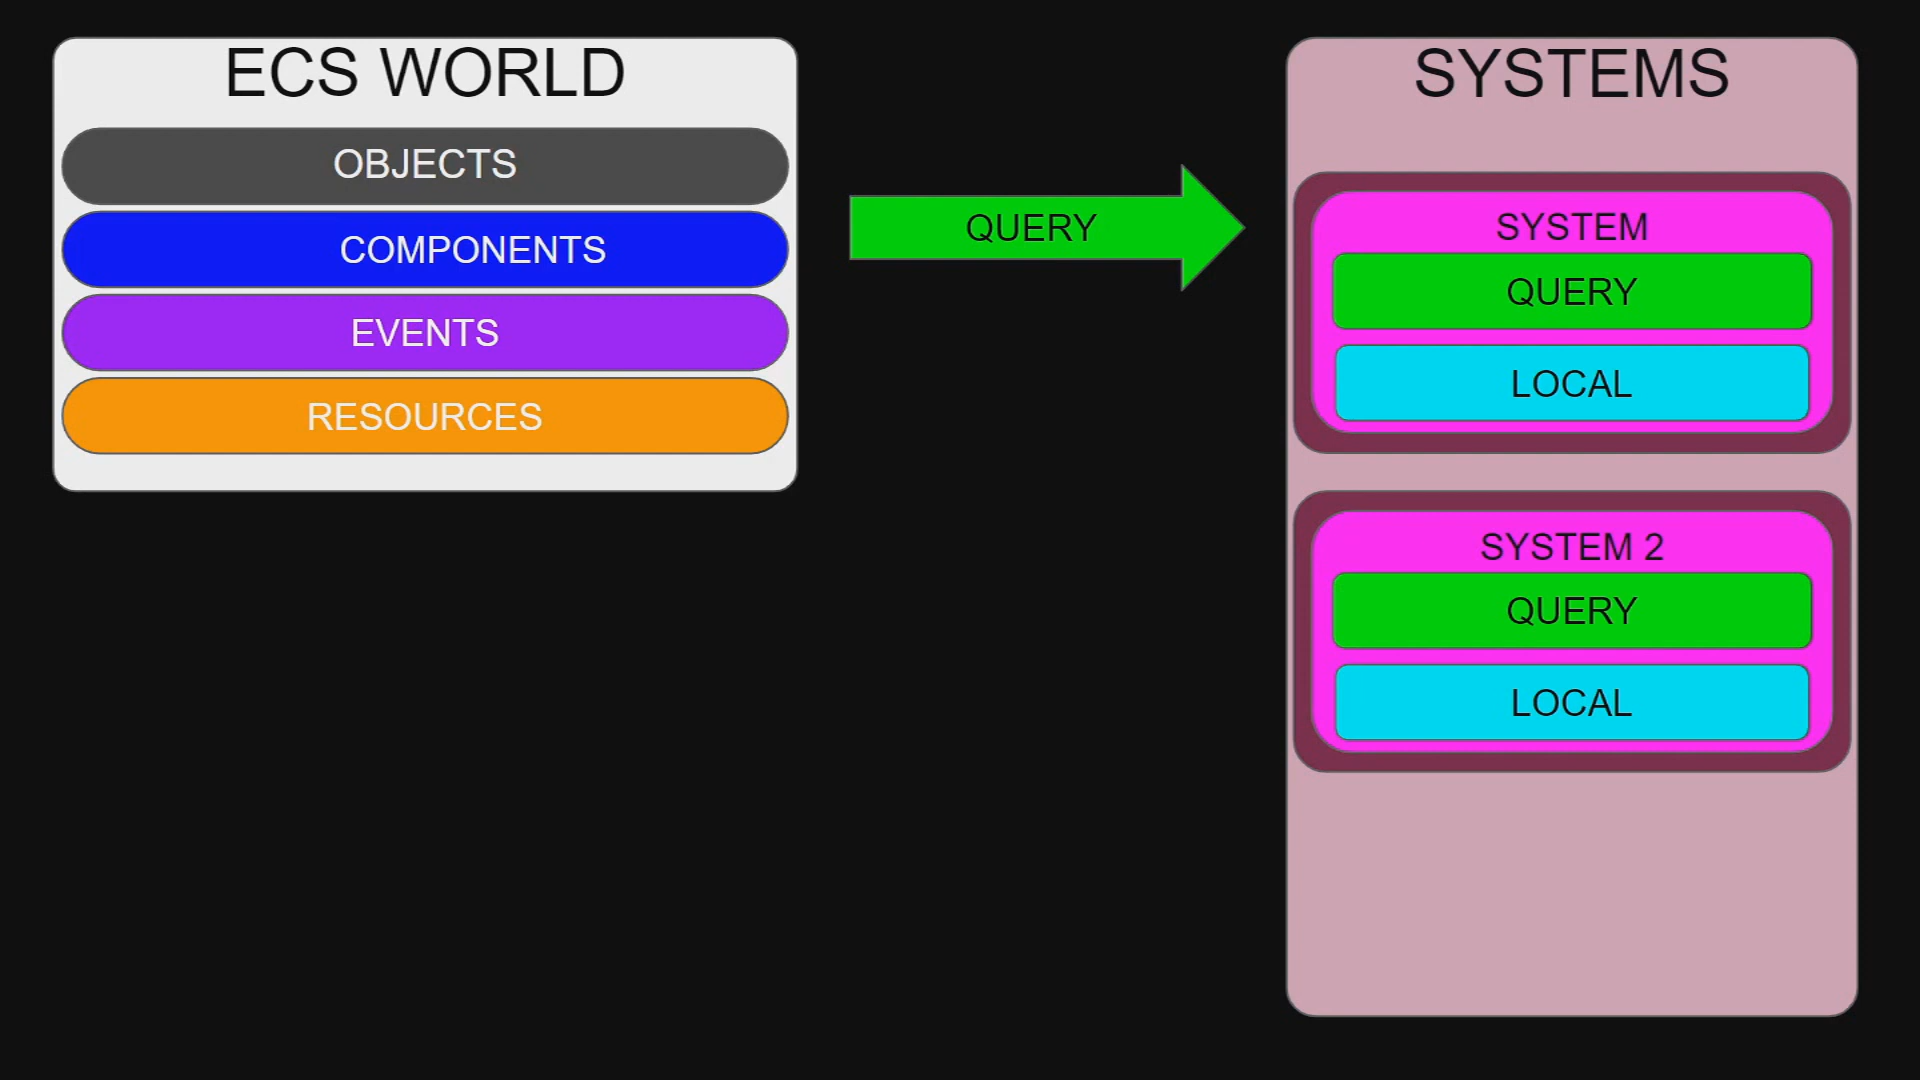 ECS WORLD
OBJECTS
COMPONENTS
EVENTS
RESOURCES
QUERY
SYSTEMS
SYSTEM
QUERY
LOCAL
SYSTEM 2
QUERY
LOCAL